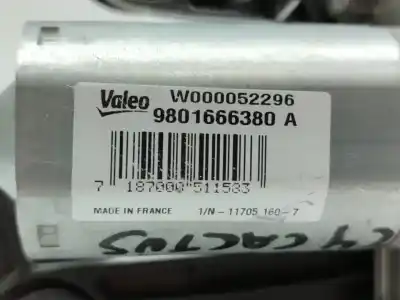 Valeo W000052296
9801666380 A
7 187000 511583
MADE IN FRANCE 1/N - 11705 160 - 7
C4 CACTUS